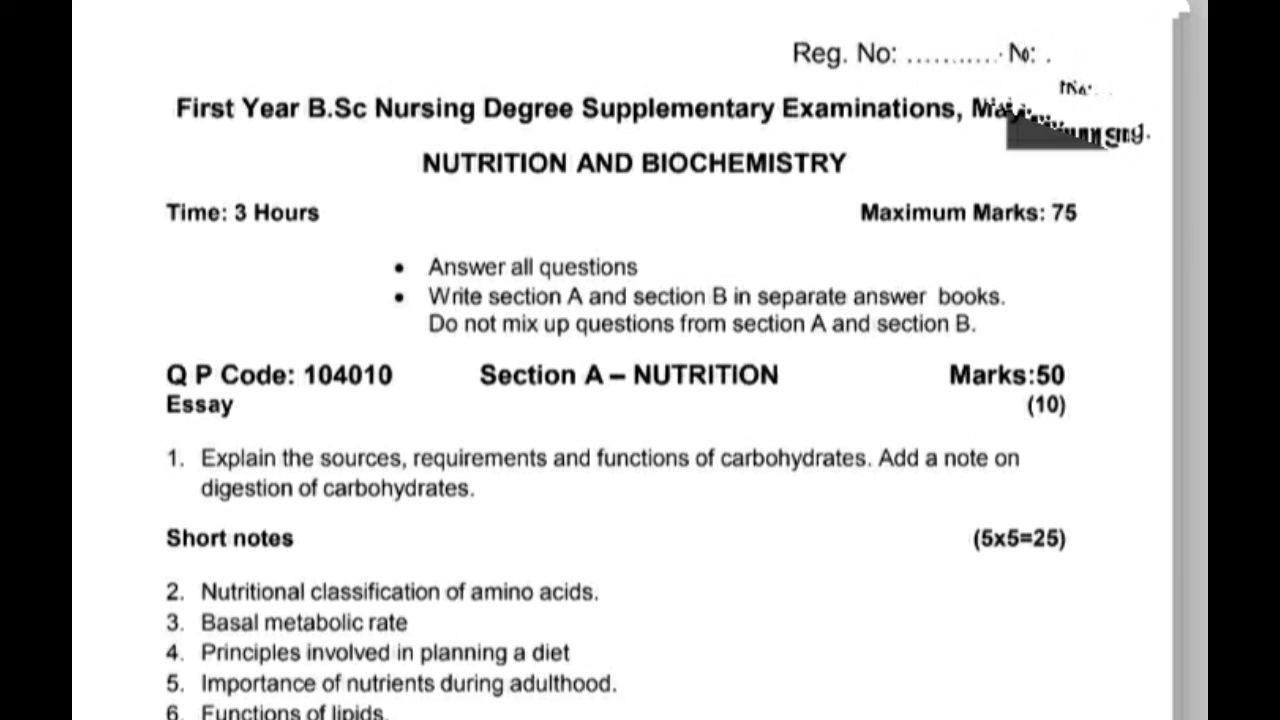 Reg. No: ........... No: .
First Year B.Sc Nursing Degree Supplementary Examinations,
NUTRITION AND BIOCHEMISTRY
Time: 3 Hours Maximum Marks: 75
• Answer all questions
• Write section A and section B in separate answer books.
Do not mix up questions from section A and section B.
Q P Code: 104010 Section A – NUTRITION Marks:50
Essay (10)
1. Explain the sources, requirements and functions of carbohydrates. Add a note on
digestion of carbohydrates.
Short notes (5x5=25)
2. Nutritional classification of amino acids.
3. Basal metabolic rate
4. Principles involved in planning a diet
5. Importance of nutrients during adulthood.
6. Functions of lipids.